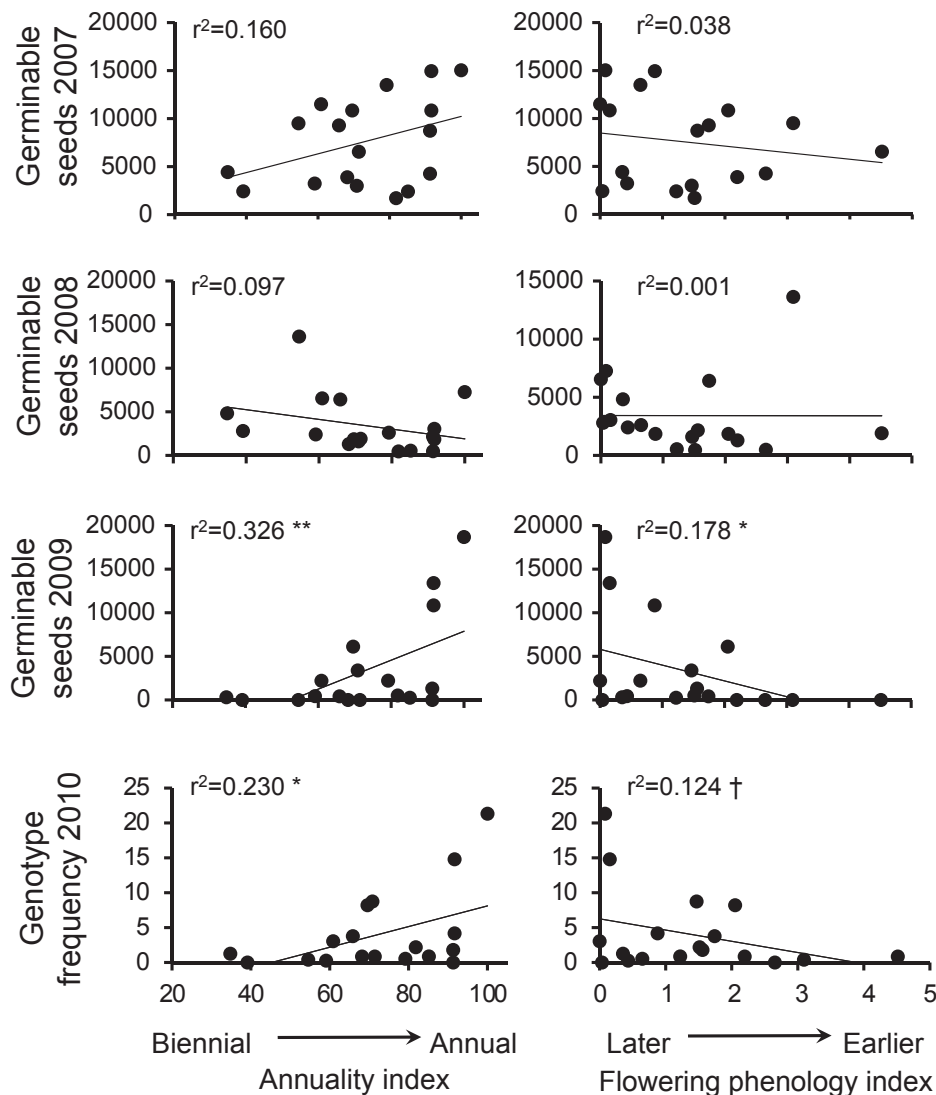 Germinable seeds 2007
20000
15000
10000
5000
0
r²=0.160
20000
15000
10000
5000
0
r²=0.038
Germinable seeds 2008
20000
15000
10000
5000
0
r²=0.097
15000
10000
5000
0
r²=0.001
Germinable seeds 2009
20000
15000
10000
5000
0
r²=0.326 **
20000
15000
10000
5000
0
r²=0.178 *
Genotype frequency 2010
25
20
15
10
5
0
r²=0.230 *
25
20
15
10
5
0
r²=0.124 †
20 40 60 80 100
0 1 2 3 4 5
Biennial Annual
Annuality index
Later Earlier
Flowering phenology index